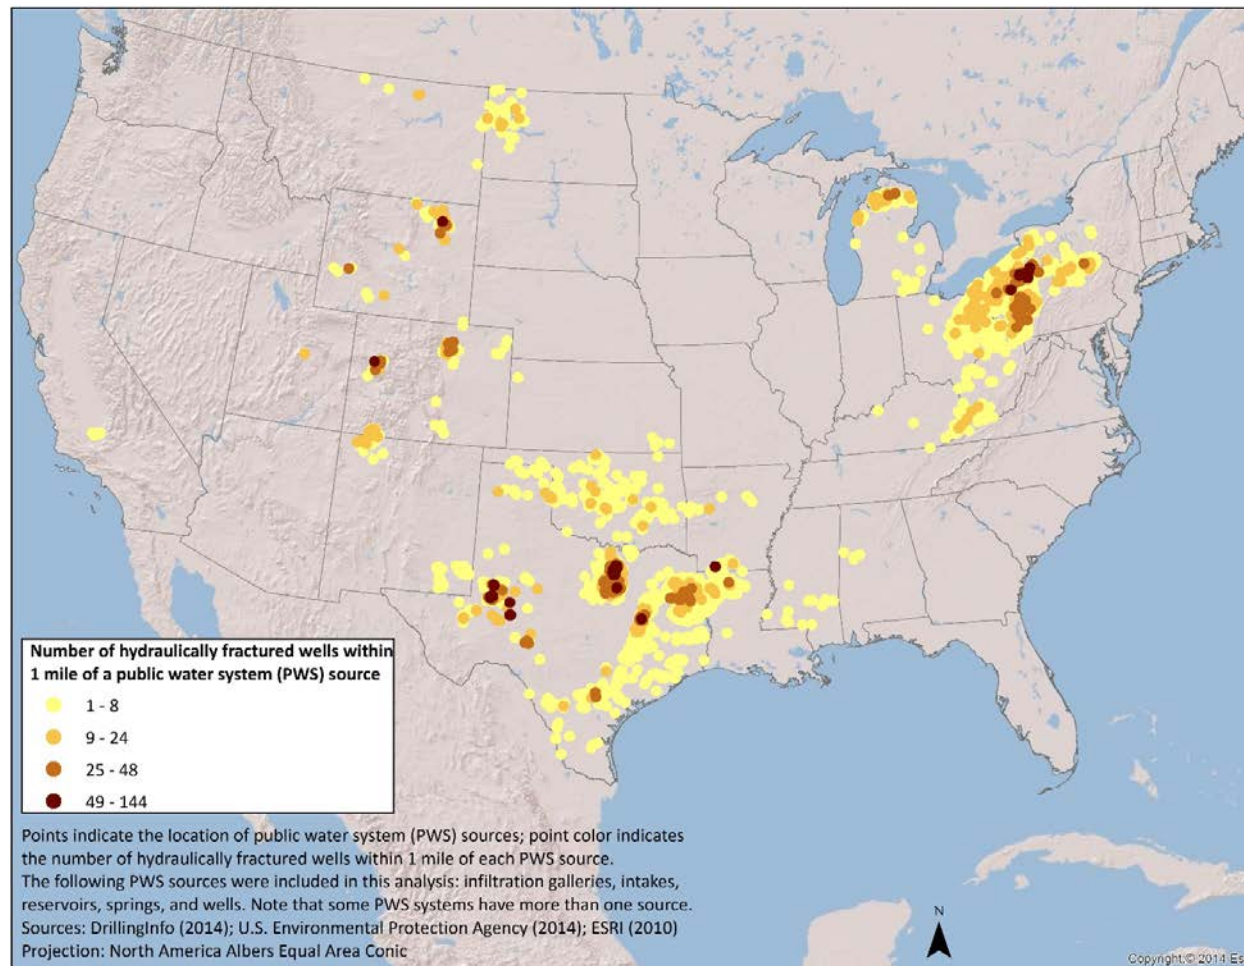 Number of hydraulically fractured wells within
1 mile of a public water system (PWS) source
1 - 8
9 - 24
25 - 48
49 - 144
Points indicate the location of public water system (PWS) sources; point color indicates
the number of hydraulically fractured wells within 1 mile of each PWS source.
The following PWS sources were included in this analysis: infiltration galleries, intakes,
reservoirs, springs, and wells. Note that some PWS systems have more than one source.
Sources: DrillingInfo (2014); U.S. Environmental Protection Agency (2014); ESRI (2010)
Projection: North America Albers Equal Area Conic
N
Copyright:© 2014 Es